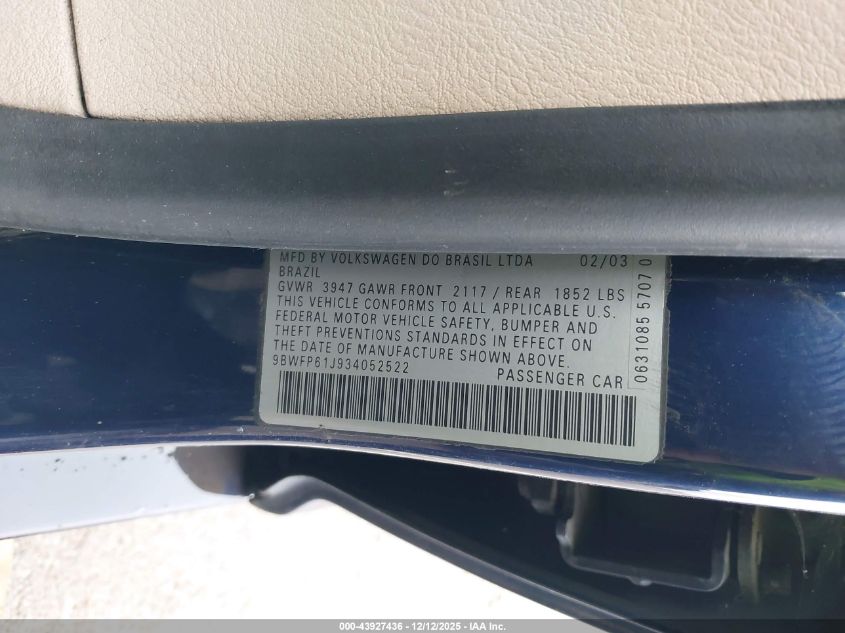 MFD BY VOLKSWAGEN DO BRASIL LTDA 02/03
BRAZIL
GVWR 3947 GAWR FRONT 2117 / REAR 1852 LBS
THIS VEHICLE CONFORMS TO ALL APPLICABLE U.S.
FEDERAL MOTOR VEHICLE SAFETY, BUMPER AND
THEFT PREVENTIONS STANDARDS IN EFFECT ON
THE DATE OF MANUFACTURE SHOWN ABOVE.
9BWFP61J934052522 PASSENGER CAR
0631085 5707 0
000-43927436 - 12/12/2025 - IAA Inc.